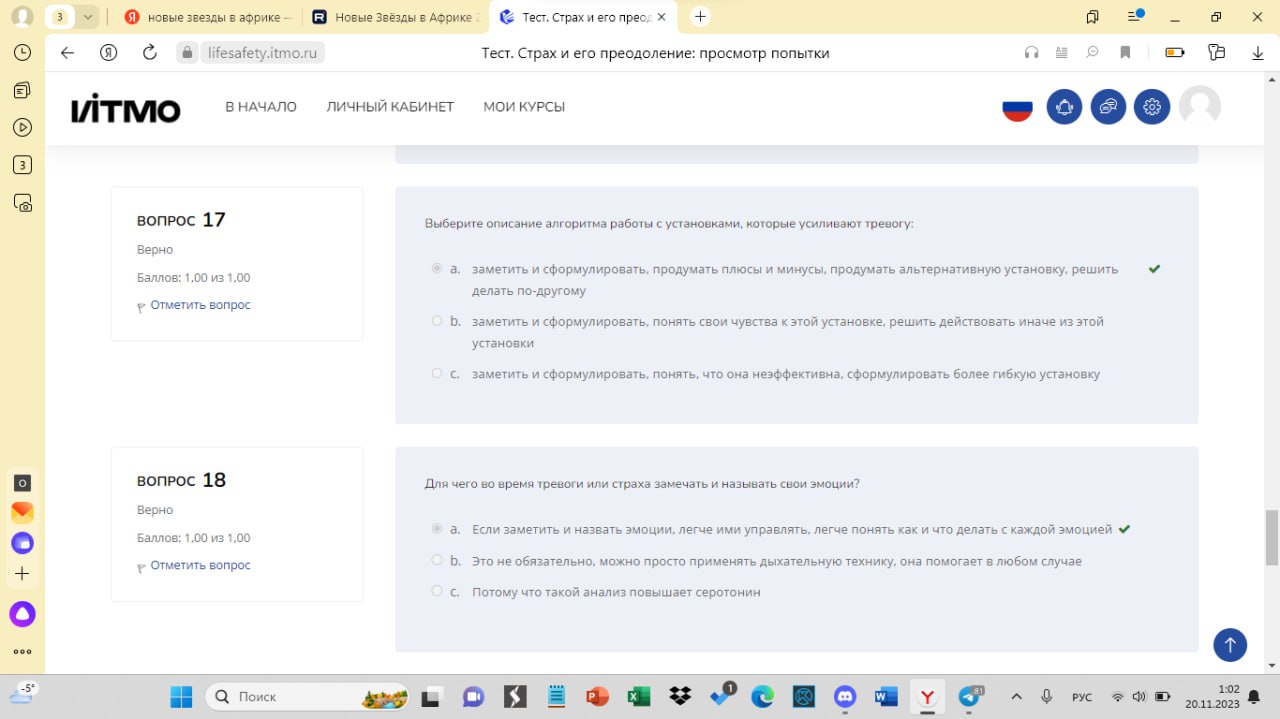 3
новые звезды в африке —
Новые Звёзды в Африке 2
Тест. Страх и его преод
lifesafety.itmo.ru
Тест. Страх и его преодоление: просмотр попытки
ИТМО
В НАЧАЛО
ЛИЧНЫЙ КАБИНЕТ
МОИ КУРСЫ
3
ВОПРОС 17
Верно
Баллов: 1,00 из 1,00
Отметить вопрос
Выберите описание алгоритма работы с установками, которые усиливают тревогу:
a. заметить и сформулировать, продумать плюсы и минусы, продумать альтернативную установку, решить
делать по-другому
b. заметить и сформулировать, понять свои чувства к этой установке, решить действовать иначе из этой
установки
c. заметить и сформулировать, понять, что она неэффективна, сформулировать более гибкую установку
ВОПРОС 18
Верно
Баллов: 1,00 из 1,00
Отметить вопрос
Для чего во время тревоги или страха замечать и называть свои эмоции?
a. Если заметить и назвать эмоции, легче ими управлять, легче понять как и что делать с каждой эмоцией
b. Это не обязательно, можно просто применять дыхательную технику, она помогает в любом случае
c. Потому что такой анализ повышает серотонин
-5°
Поиск
1
81
РУС
1:02
20.11.2023